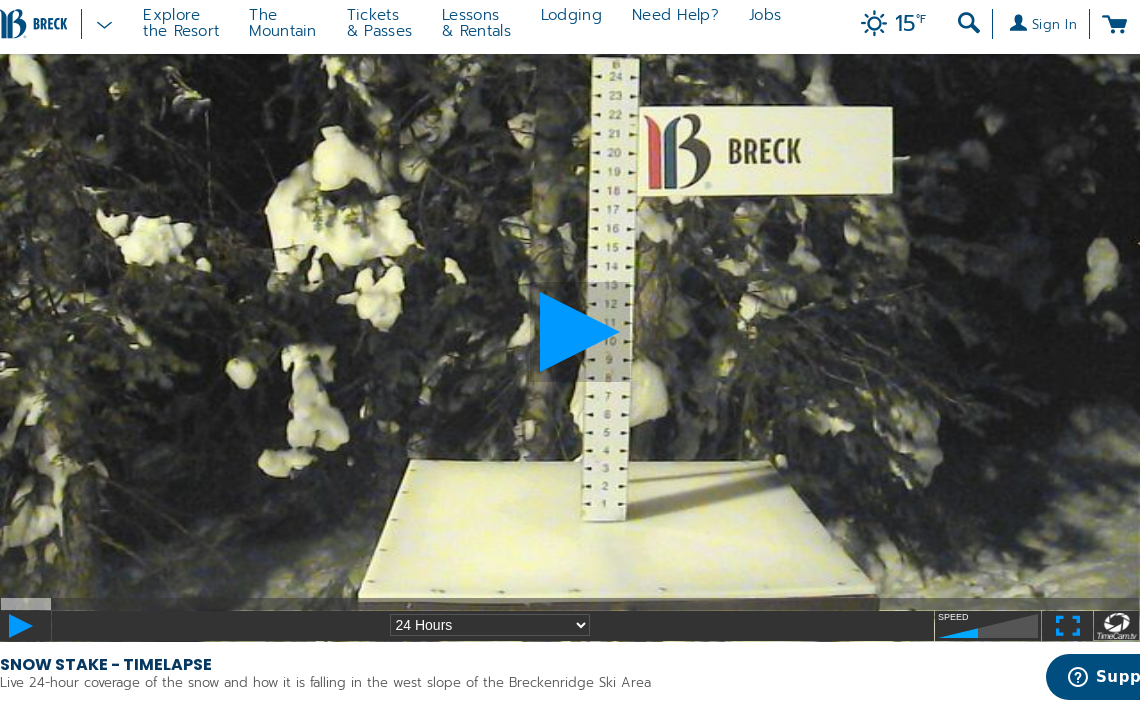 BRECK
Explore
the Resort
The
Mountain
Tickets
& Passes
Lessons
& Rentals
Lodging
Need Help?
Jobs
15°F
Sign In
24
23
22
21
20
19
18
17
16
15
14
13
12
11
10
9
8
7
6
5
4
3
2
1
BRECK
24 Hours
SPEED
TimeCam.tv
SNOW STAKE - TIMELAPSE
Live 24-hour coverage of the snow and how it is falling in the west slope of the Breckenridge Ski Area
Supp